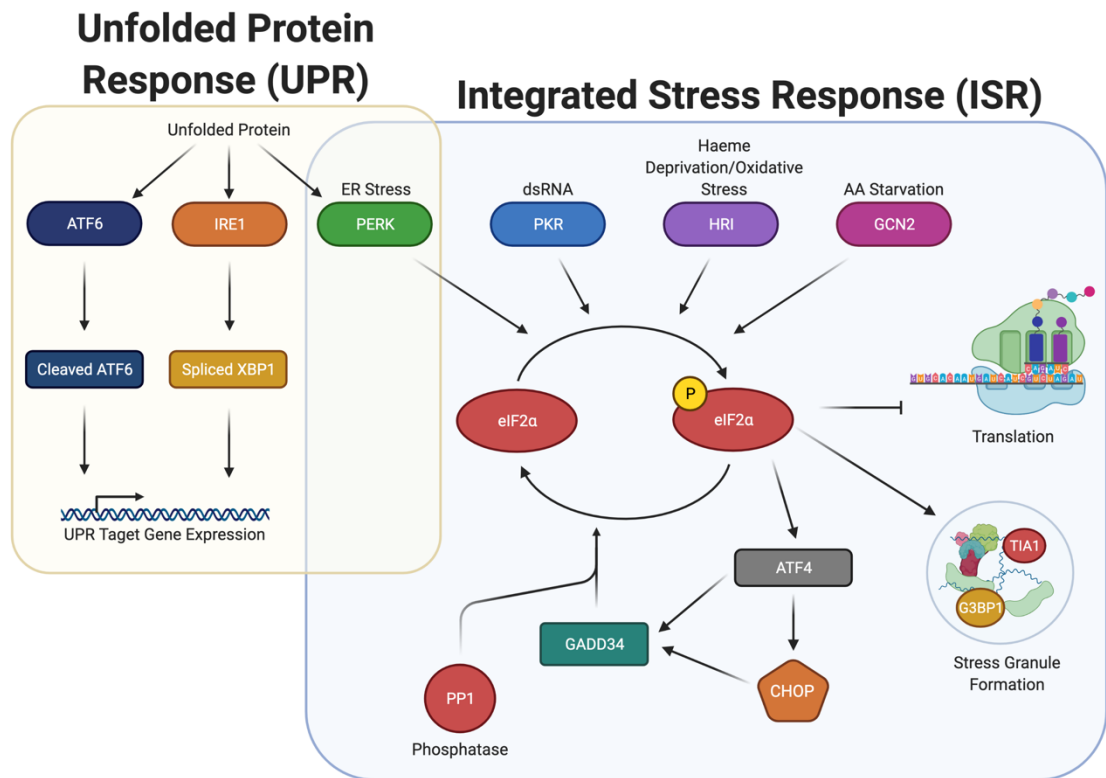 Unfolded Protein
Response (UPR)
Integrated Stress Response (ISR)
Unfolded Protein
ER Stress
dsRNA
Haeme
Deprivation/Oxidative
Stress
AA Starvation
ATF6
IRE1
PERK
PKR
HRI
GCN2
Cleaved ATF6
Spliced XBP1
UPR Taget Gene Expression
eIF2α
P
eIF2α
Translation
ATF4
GADD34
CHOP
PP1
Phosphatase
TIA1
G3BP1
Stress Granule
Formation